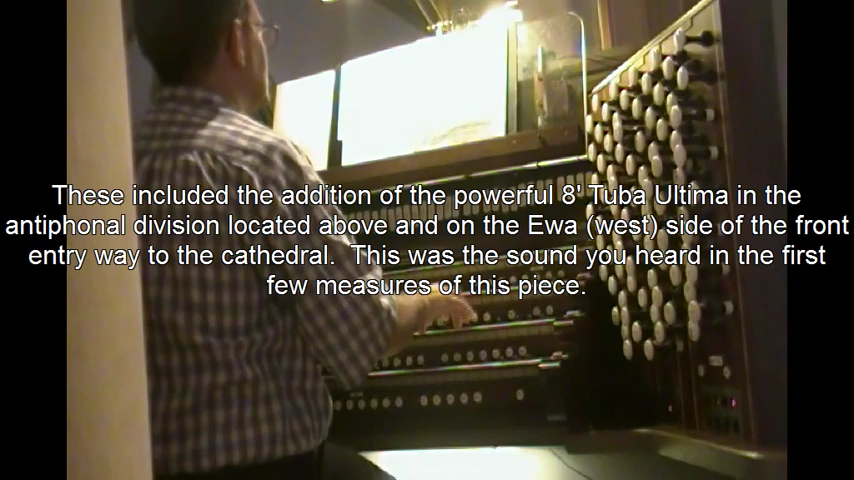 These included the addition of the powerful 8' Tuba Ultima in the
antiphonal division located above and on the Ewa (west) side of the front
entry way to the cathedral.  This was the sound you heard in the first
few measures of this piece.